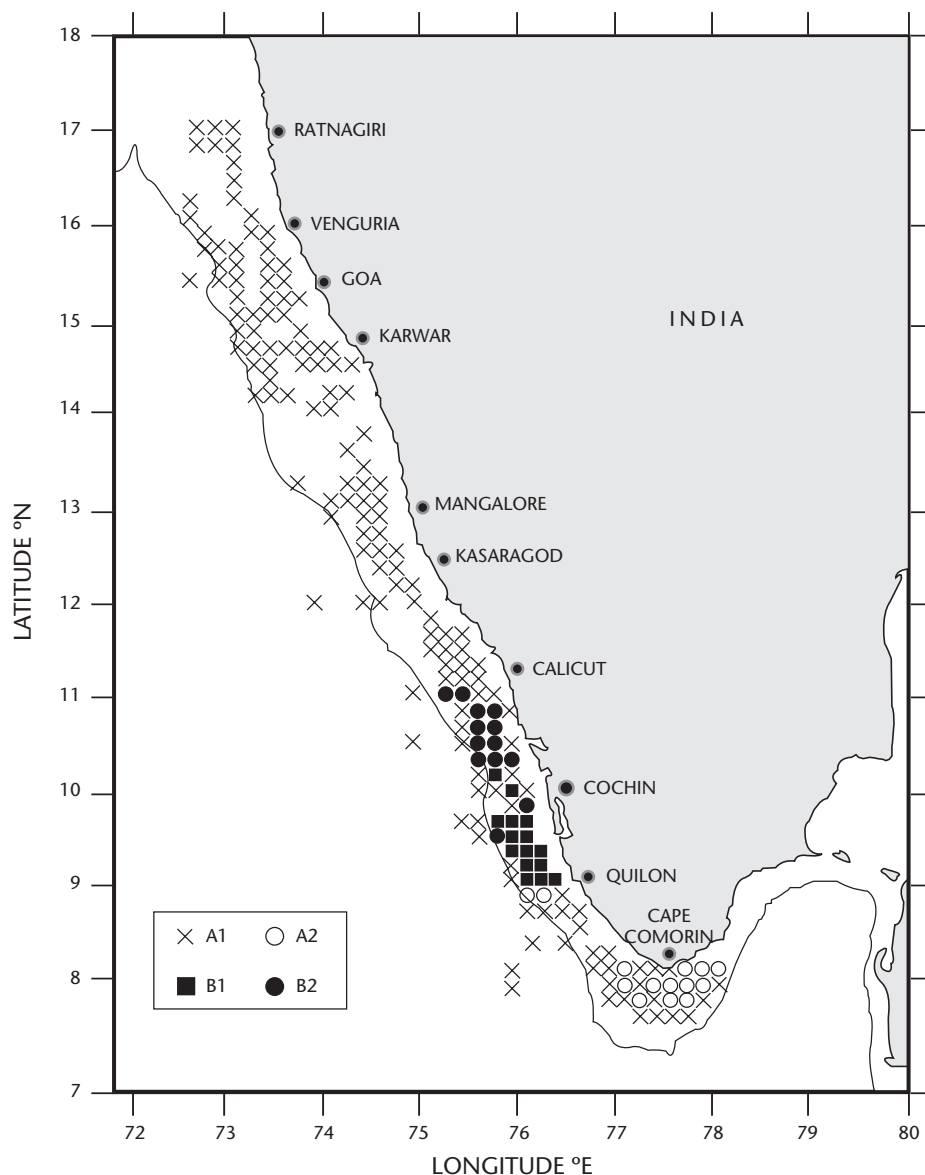 18
17
16
15
14
13
12
11
10
9
8
7
LATITUDE ºN
RATNAGIRI
VENGURIA
GOA
KARWAR
INDIA
MANGALORE
KASARAGOD
CALICUT
COCHIN
QUILON
CAPE
COMORIN
A1
A2
B1
B2
72
73
74
75
76
77
78
79
80
LONGITUDE ºE